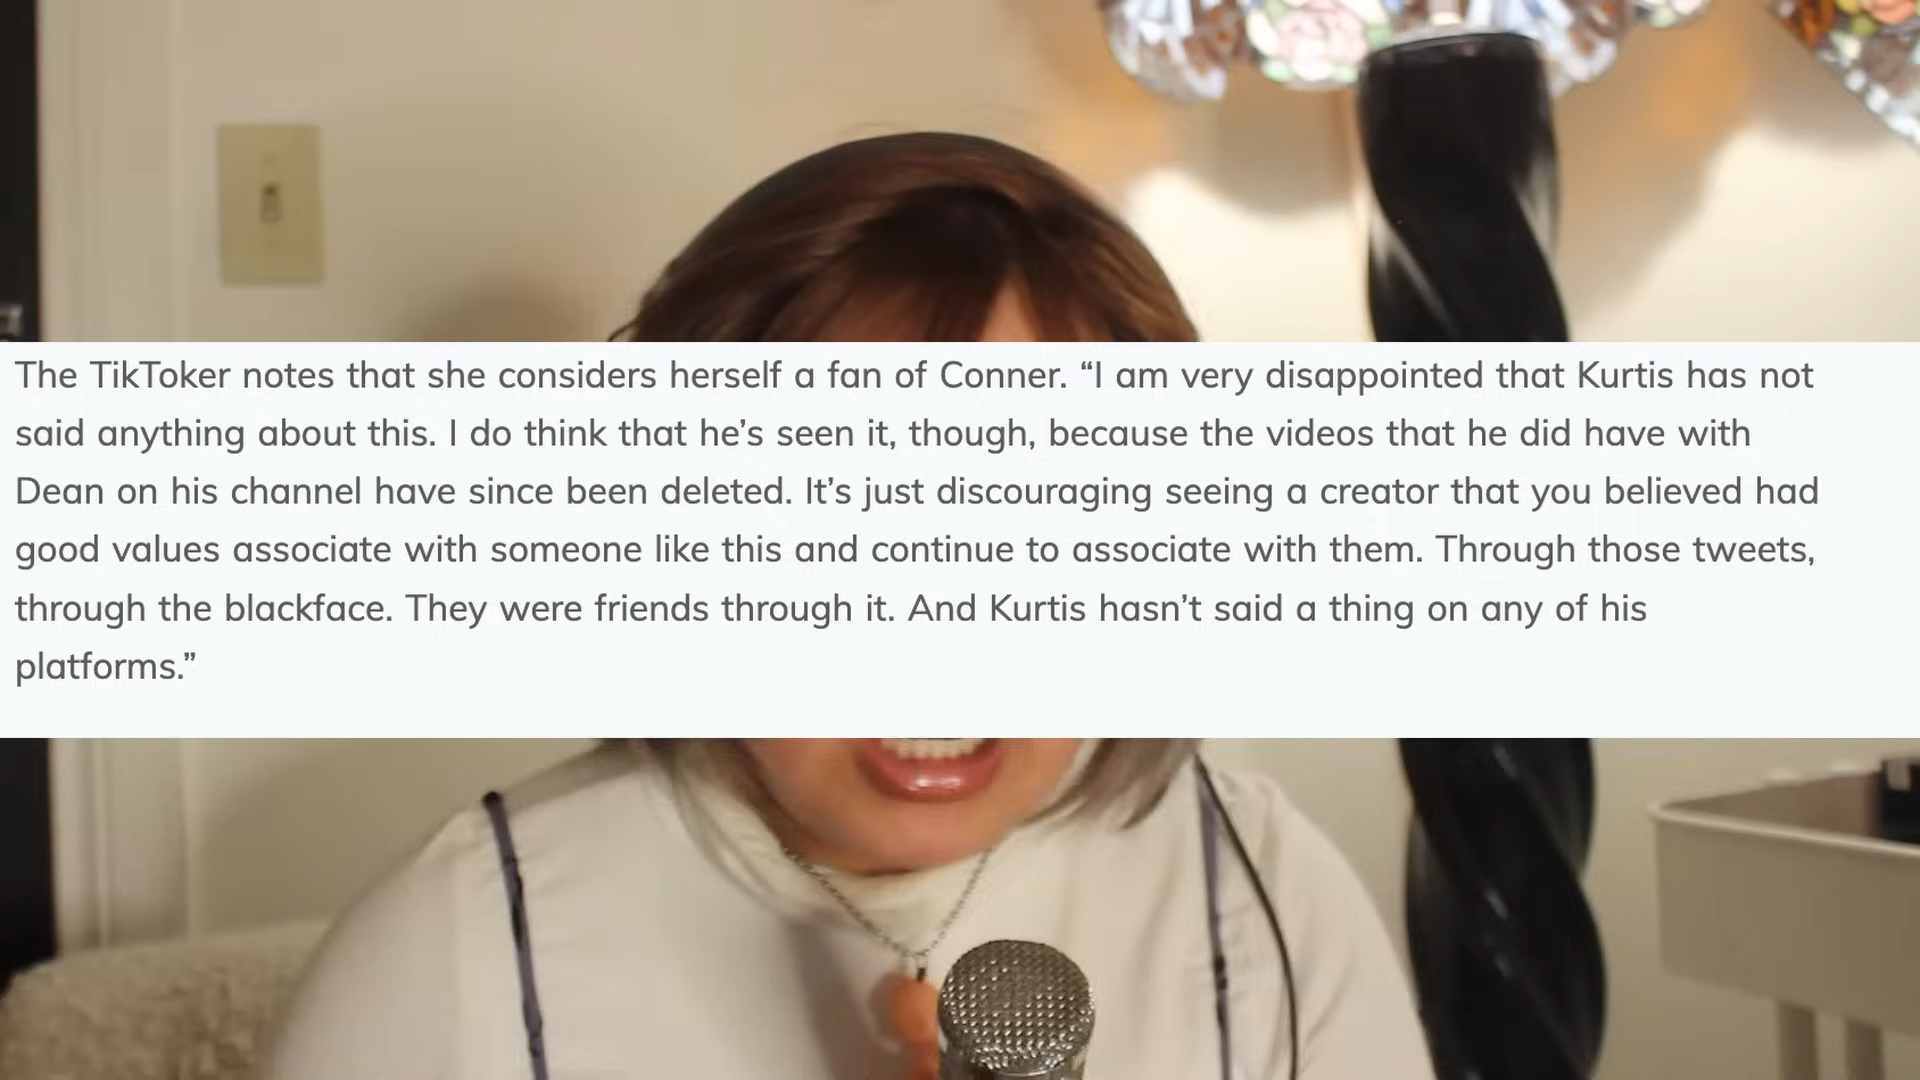 The TikToker notes that she considers herself a fan of Conner. “I am very disappointed that Kurtis has not
said anything about this. I do think that he’s seen it, though, because the videos that he did have with
Dean on his channel have since been deleted. It’s just discouraging seeing a creator that you believed had
good values associate with someone like this and continue to associate with them. Through those tweets,
through the blackface. They were friends through it. And Kurtis hasn’t said a thing on any of his
platforms.”